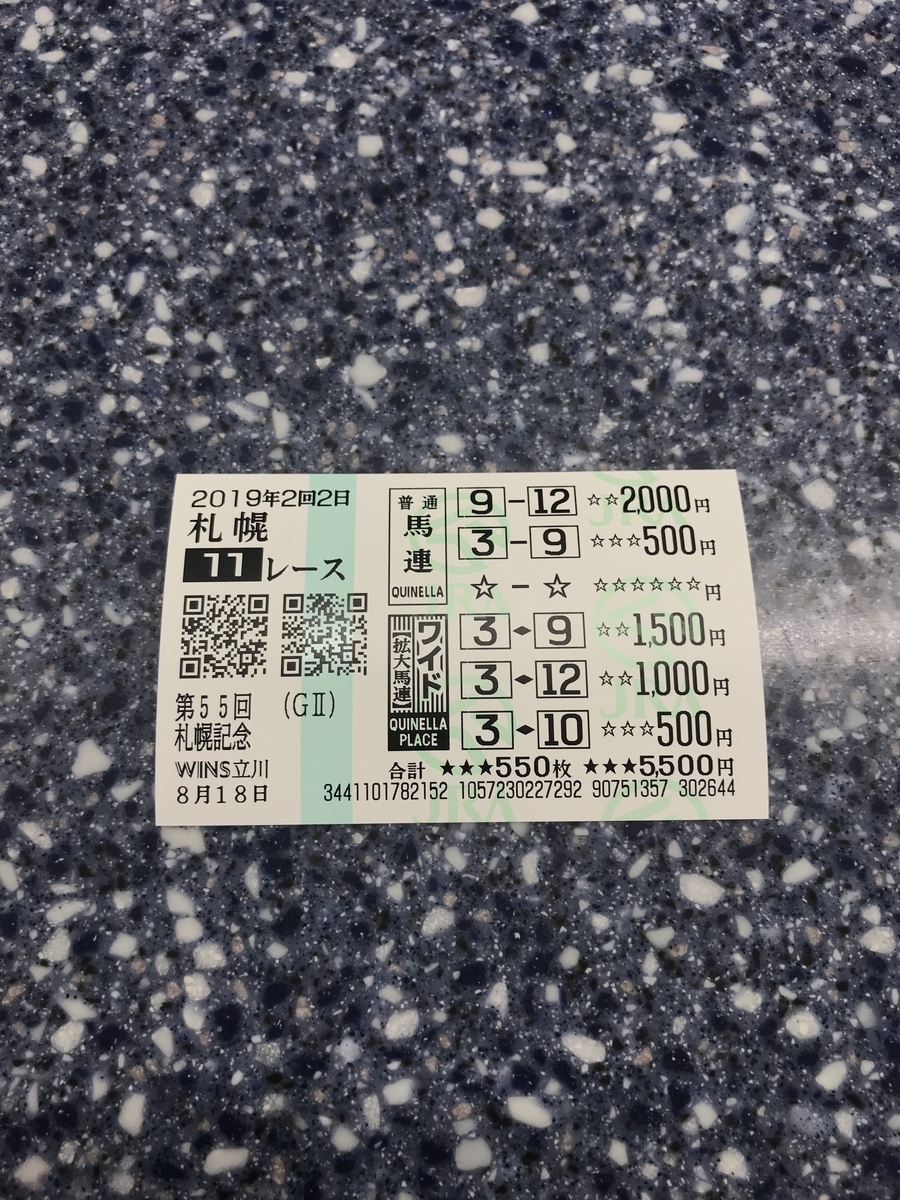 2019年2回2日
札幌
11レース
第55回 (GⅡ)
札幌記念
WINS立川
8月18日
普通
馬連
QUINELLA
9-12 ☆☆2,000円
3-9 ☆☆☆500円
☆-☆ ☆☆☆☆☆☆円
ワイド
【拡大馬連】
QUINELLA
PLACE
3◆9 ☆☆1,500円
3◆12 ☆☆1,000円
3◆10 ☆☆☆500円
合計 ★★★550枚 ★★★5,500円
3441101782152 1057230227292 90751357 302644
JRA